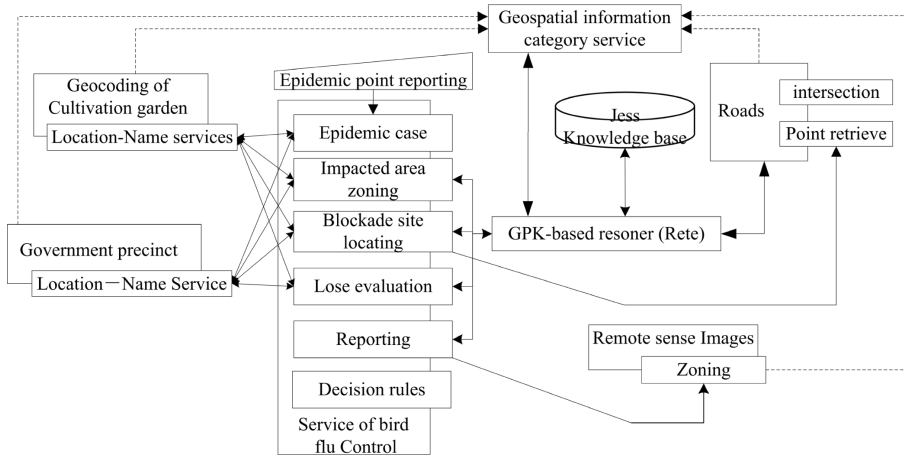 Geospatial information
category service
Geocoding of
Cultivation garden
Location-Name services
Epidemic point reporting
Epidemic case
Impacted area
zoning
Blockade site
locating
Lose evaluation
Reporting
Decision rules
Service of bird
flu Control
Government precinct
Location－Name Service
Jess
Knowledge base
GPK-based resoner (Rete)
Roads
intersection
Point retrieve
Remote sense Images
Zoning